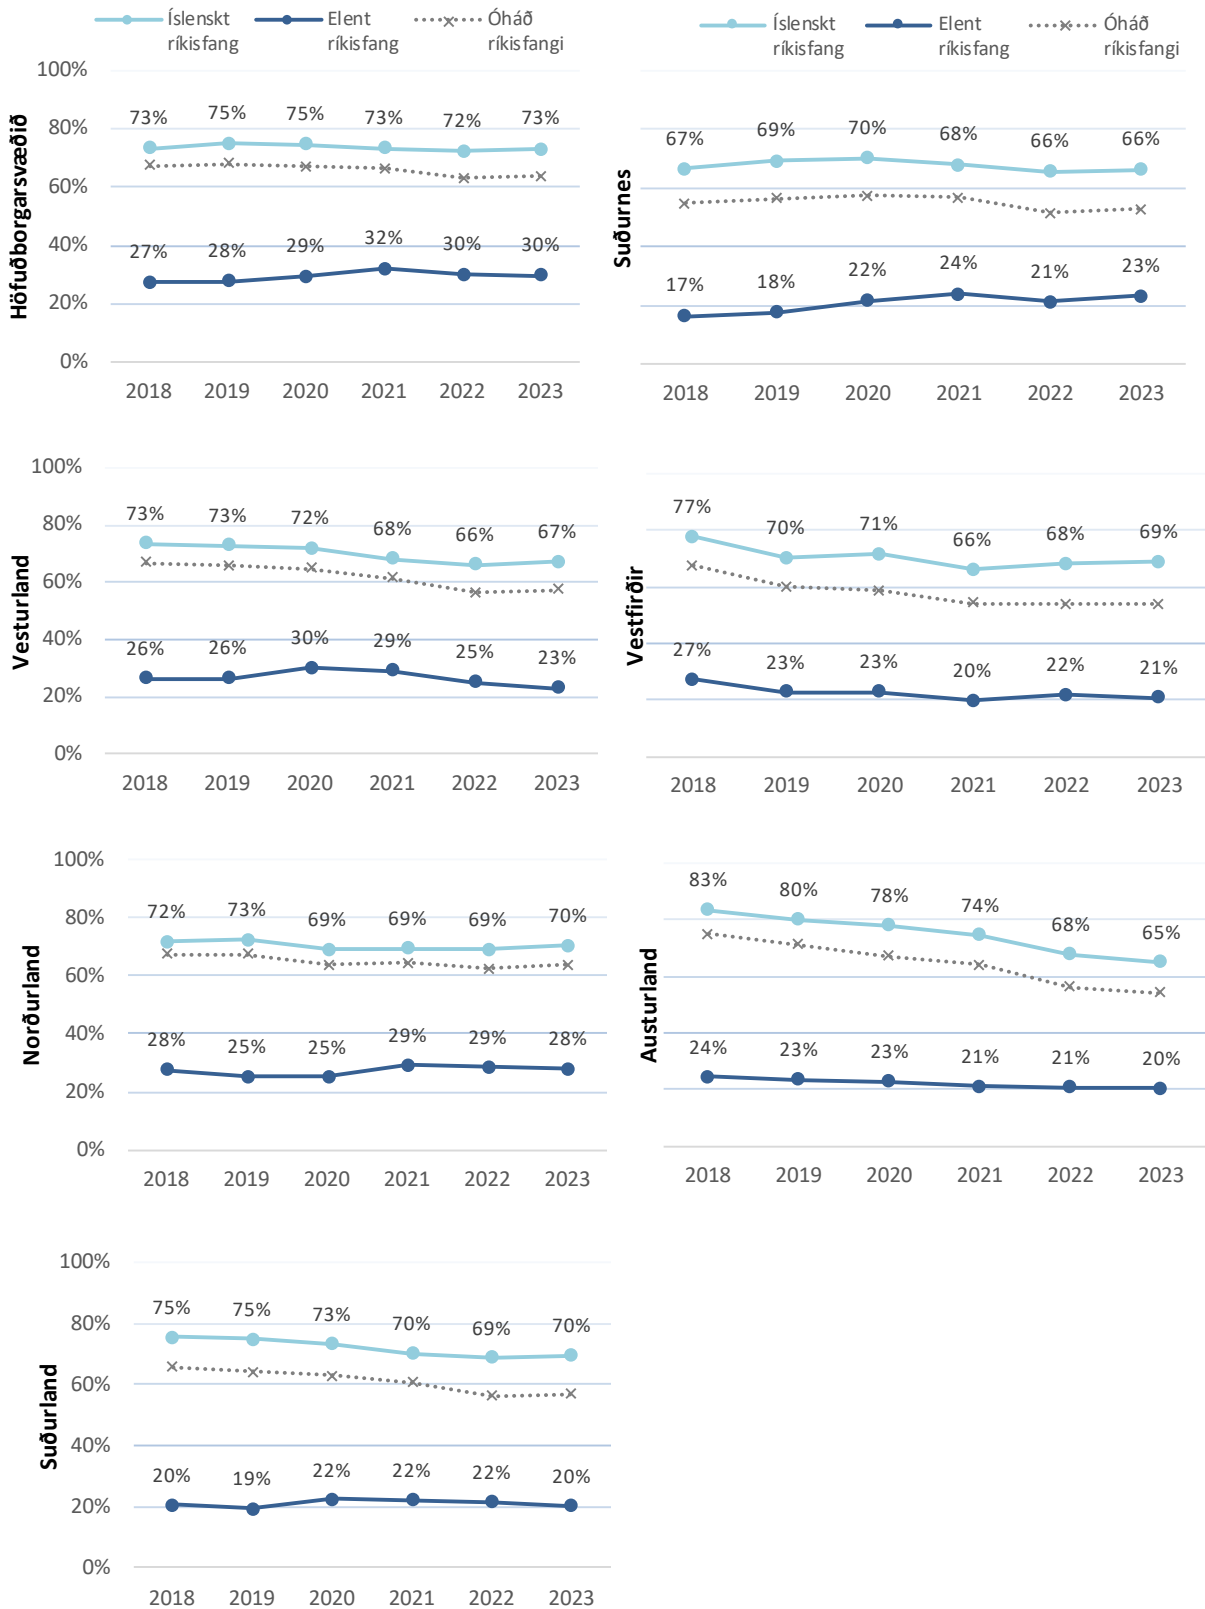 Íslenskt ríkisfang
Elent ríkisfang
Óháð ríkisfangi
Íslenskt ríkisfang
Elent ríkisfang
Óháð ríkisfangi
Höfuðborgarsvæðið
100%
80%
60%
40%
20%
0%
73% 75% 75% 73% 72% 73%
27% 28% 29% 32% 30% 30%
2018 2019 2020 2021 2022 2023
Suðurnes
67% 69% 70% 68% 66% 66%
17% 18% 22% 24% 21% 23%
2018 2019 2020 2021 2022 2023
Vesturland
100%
80%
60%
40%
20%
0%
73% 73% 72% 68% 66% 67%
26% 26% 30% 29% 25% 23%
2018 2019 2020 2021 2022 2023
Vestfirðir
77% 70% 71% 66% 68% 69%
27% 23% 23% 20% 22% 21%
2018 2019 2020 2021 2022 2023
Norðurland
100%
80%
60%
40%
20%
0%
72% 73% 69% 69% 69% 70%
28% 25% 25% 29% 29% 28%
2018 2019 2020 2021 2022 2023
Austurland
83% 80% 78% 74% 68% 65%
24% 23% 23% 21% 21% 20%
2018 2019 2020 2021 2022 2023
Suðurland
100%
80%
60%
40%
20%
0%
75% 75% 73% 70% 69% 70%
20% 19% 22% 22% 22% 20%
2018 2019 2020 2021 2022 2023